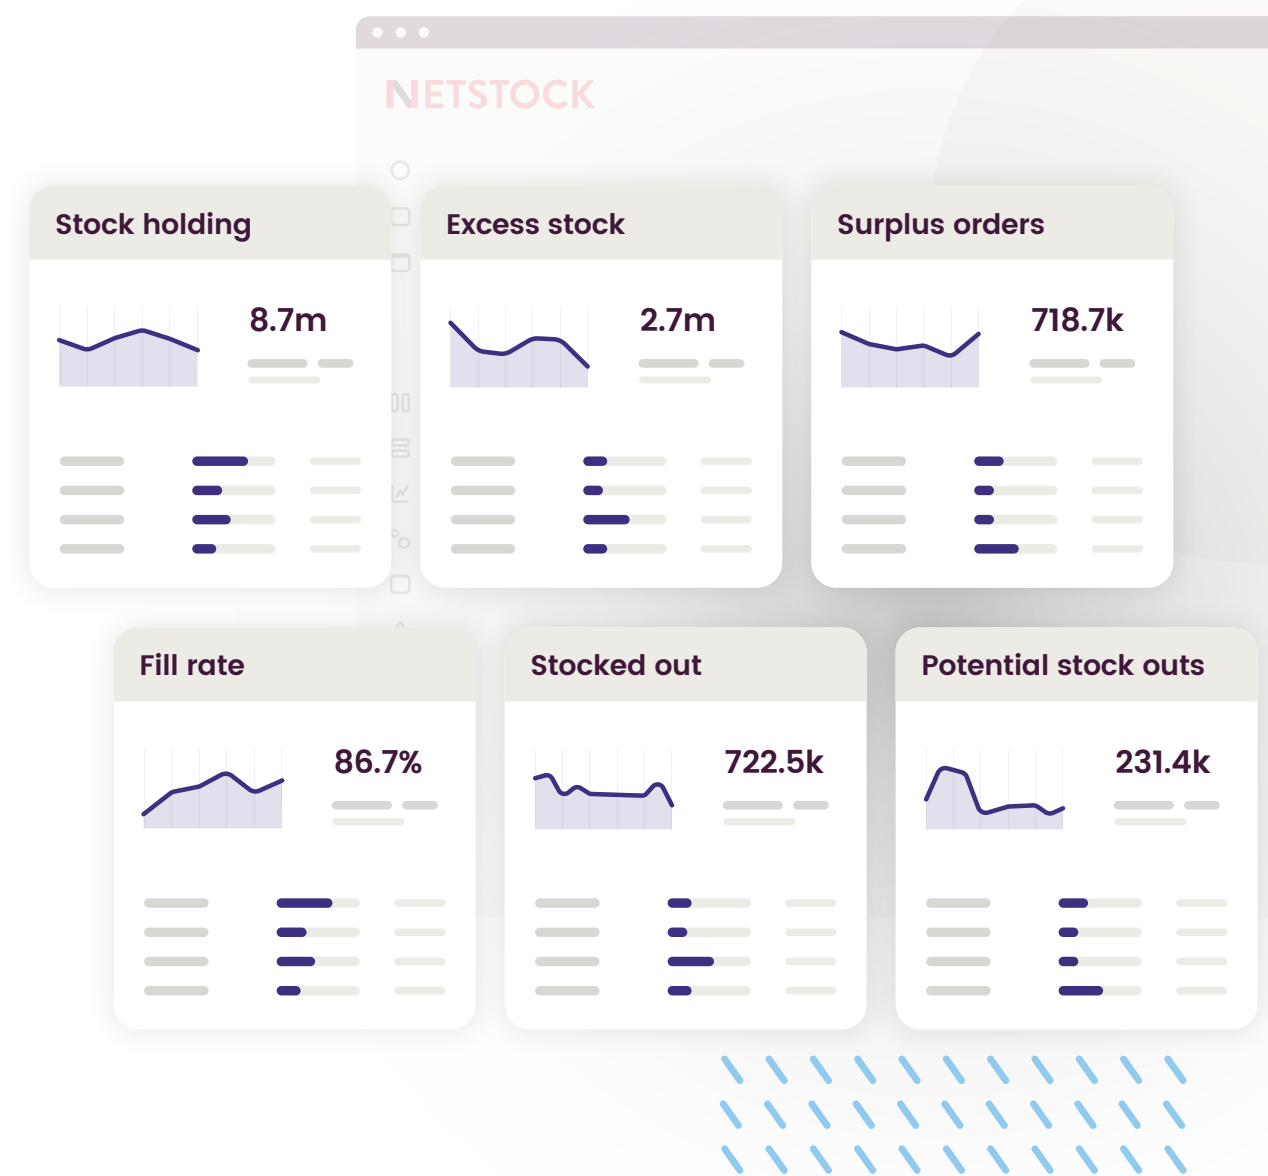 NETSTOCK
Stock holding
8.7m
Excess stock
2.7m
Surplus orders
718.7k
Fill rate
86.7%
Stocked out
722.5k
Potential stock outs
231.4k